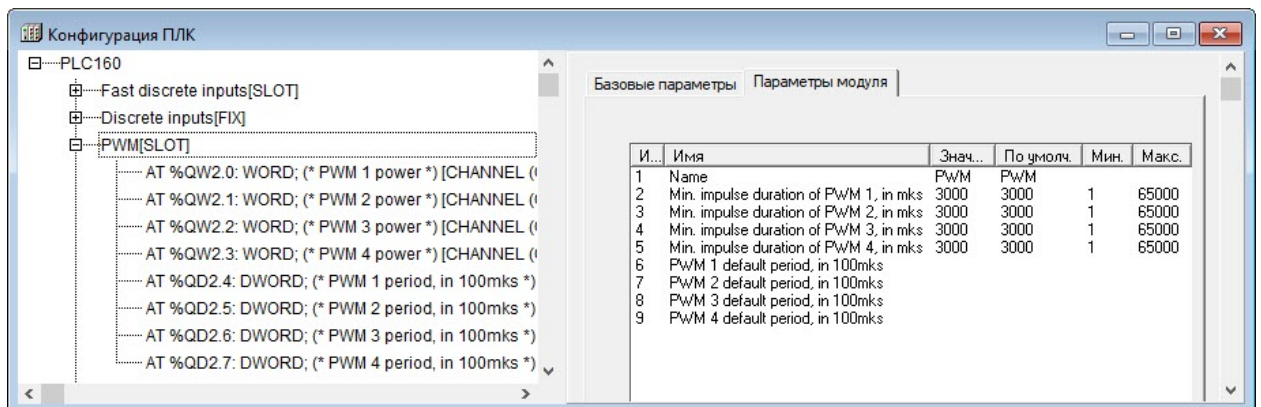 Конфигурация ПЛК
PLC160
Fast discrete inputs[SLOT]
Discrete inputs[FIX]
PWM[SLOT]
AT %QW2.0: WORD; (* PWM 1 power *) [CHANNEL (
AT %QW2.1: WORD; (* PWM 2 power *) [CHANNEL (
AT %QW2.2: WORD; (* PWM 3 power *) [CHANNEL (
AT %QW2.3: WORD; (* PWM 4 power *) [CHANNEL (
AT %QD2.4: DWORD; (* PWM 1 period, in 100mks *)
AT %QD2.5: DWORD; (* PWM 2 period, in 100mks *)
AT %QD2.6: DWORD; (* PWM 3 period, in 100mks *)
AT %QD2.7: DWORD; (* PWM 4 period, in 100mks *)
Базовые параметры Параметры модуля
И... Имя Знач... По умолч. Мин. Макс.
1 Name PWM PWM
2 Min. impulse duration of PWM 1, in mks 3000 3000 1 65000
3 Min. impulse duration of PWM 2, in mks 3000 3000 1 65000
4 Min. impulse duration of PWM 3, in mks 3000 3000 1 65000
5 Min. impulse duration of PWM 4, in mks 3000 3000 1 65000
6 PWM 1 default period, in 100mks
7 PWM 2 default period, in 100mks
8 PWM 3 default period, in 100mks
9 PWM 4 default period, in 100mks